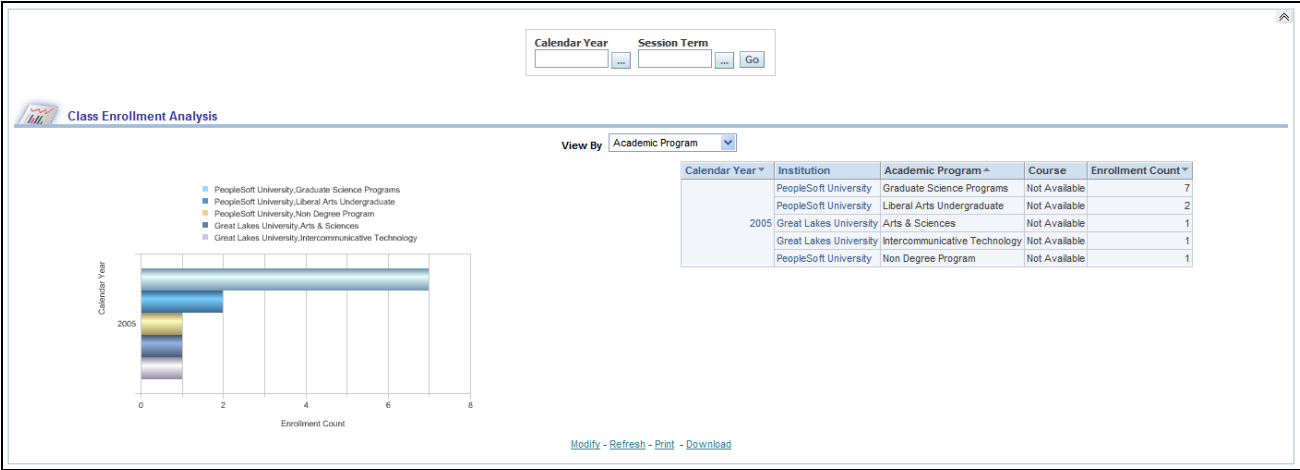 Calendar Year Session Term
... ... Go
Class Enrollment Analysis
View By Academic Program
PeopleSoft University,Graduate Science Programs
PeopleSoft University,Liberal Arts Undergraduate
PeopleSoft University,Non Degree Program
Great Lakes University,Arts & Sciences
Great Lakes University,Intercommunicative Technology
Calendar Year
2005
0 2 4 6 8
Enrollment Count
Calendar Year Institution Academic Program Course Enrollment Count
PeopleSoft University Graduate Science Programs Not Available 7
PeopleSoft University Liberal Arts Undergraduate Not Available 2
2005 Great Lakes University Arts & Sciences Not Available 1
Great Lakes University Intercommunicative Technology Not Available 1
PeopleSoft University Non Degree Program Not Available 1
Modify - Refresh - Print - Download